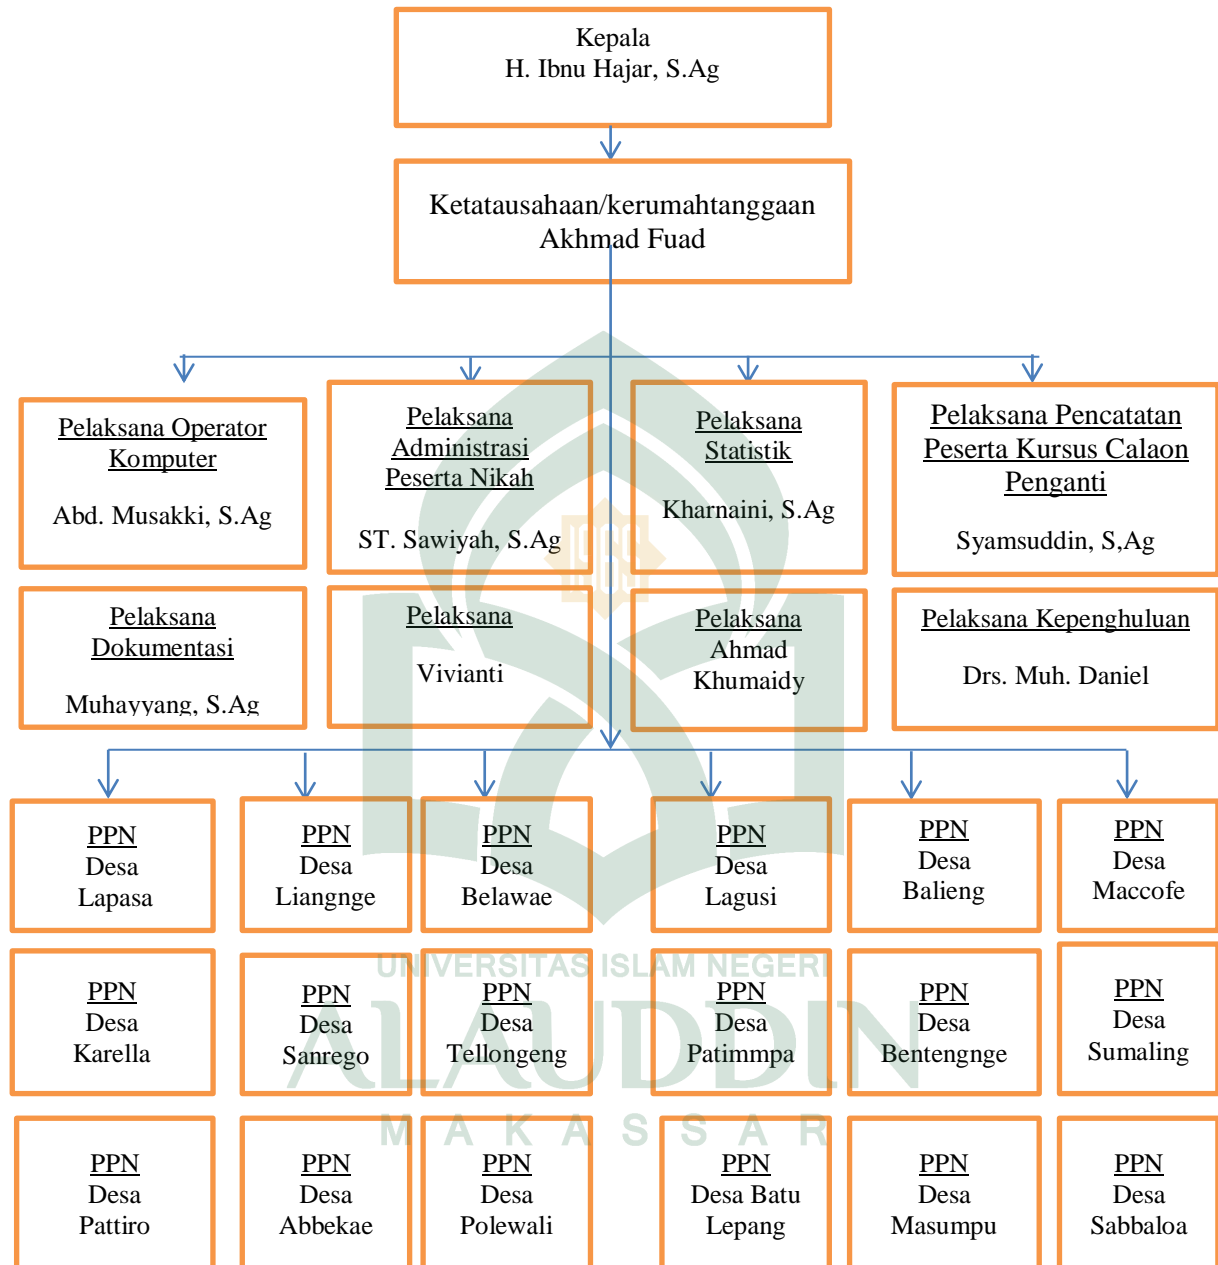 Kepala
H. Ibnu Hajar, S.Ag
Ketatausahaan/kerumahtanggaan
Akhmad Fuad
Pelaksana Operator
Komputer
Abd. Musakki, S.Ag
Pelaksana
Administrasi
Peserta Nikah
ST. Sawiyah, S.Ag
Pelaksana
Statistik
Kharnaini, S.Ag
Pelaksana Pencatatan
Peserta Kursus Calaon
Penganti
Syamsuddin, S,Ag
Pelaksana
Dokumentasi
Muhayyang, S.Ag
Pelaksana
Vivianti
Pelaksana
Ahmad
Khumaidy
Pelaksana Kepenghuluan
Drs. Muh. Daniel
PPN
Desa
Lapasa
PPN
Desa
Liangnge
PPN
Desa
Belawae
PPN
Desa
Lagusi
PPN
Desa
Balieng
PPN
Desa
Maccofe
UNIVERSITAS ISLAM NEGERI
ALAUDDIN
MAKASSAR
PPN
Desa
Karella
PPN
Desa
Sanrego
PPN
Desa
Tellongeng
PPN
Desa
Patimmpa
PPN
Desa
Bentengnge
PPN
Desa
Sumaling
PPN
Desa
Pattiro
PPN
Desa
Abbekae
PPN
Desa
Polewali
PPN
Desa Batu
Lepang
PPN
Desa
Masumpu
PPN
Desa
Sabbaloa